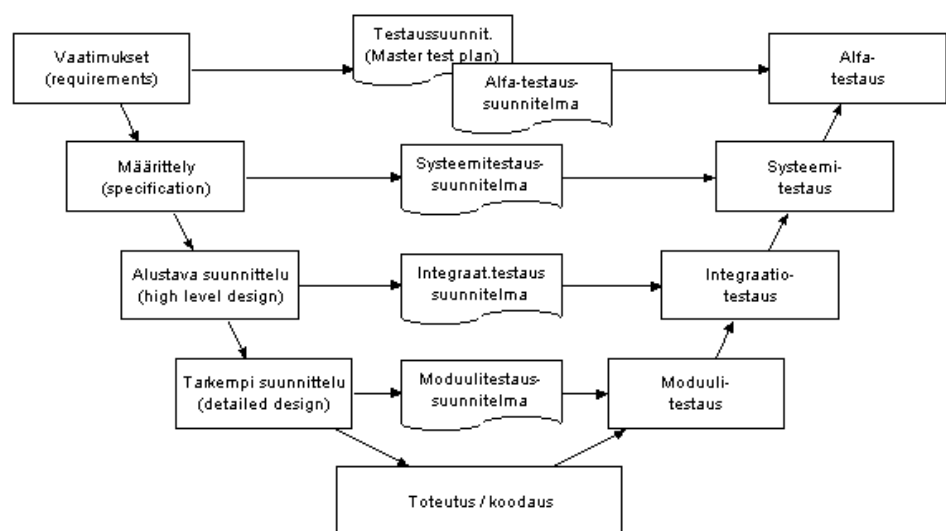 Vaatimukset
(requirements)
Testaussuunnit.
(Master test plan)
Alfa-testaus-
suunnitelma
Alfa-
testaus
Määrittely
(specification)
Systeemitestaus-
suunnitelma
Systeemi-
testaus
Alustava suunnittelu
(high level design)
Integraat.testaus
suunnitelma
Integraatio-
testaus
Tarkempi suunnittelu
(detailed design)
Moduulitestaus-
suunnitelma
Moduuli-
testaus
Toteutus / koodaus